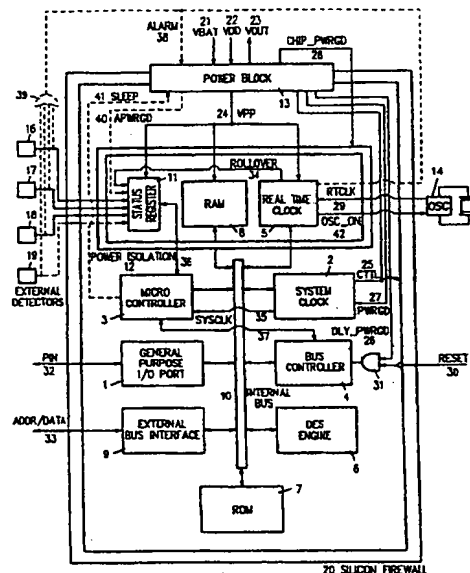 ALARM 38
21 VBAT
22 VDD
23 VOUT
CHIP_PWRGD 28
POWER BLOCK 13
39
41 SLEEP
40 APWRGD
24 VPP
16
17
18
19
EXTERNAL DETECTORS
11
STATUS REGISTER
ROLLOVER 34
RAM 8
REAL TIME CLOCK 5
RTCLK 29
OSC_ON 42
14
OSC
POWER ISOLATION 12
36
MICRO CONTROLLER 3
2
SYSTEM CLOCK
25 CTTL
27 PWRGD
SYSCLK 35
37
DLY_PWRGD 26
PIN 32
GENERAL PURPOSE I/O PORT 1
10
INTERNAL BUS
BUS CONTROLLER 4
31
RESET 30
ADDR/DATA 33
EXTERNAL BUS INTERFACE 9
DES ENGINE 6
7
ROM
20 SILICON FIREWALL